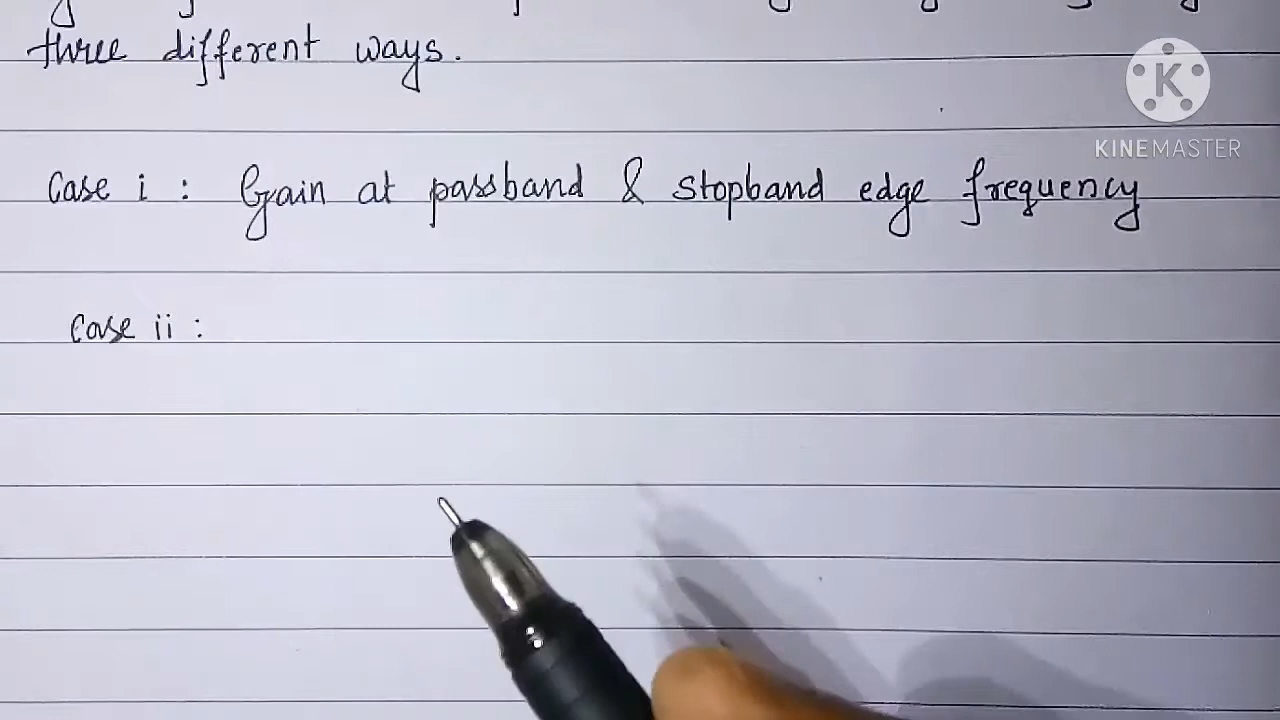 three different ways.
K
KINEMASTER
Case i : Gain at passband & stopband edge frequency
Case ii :